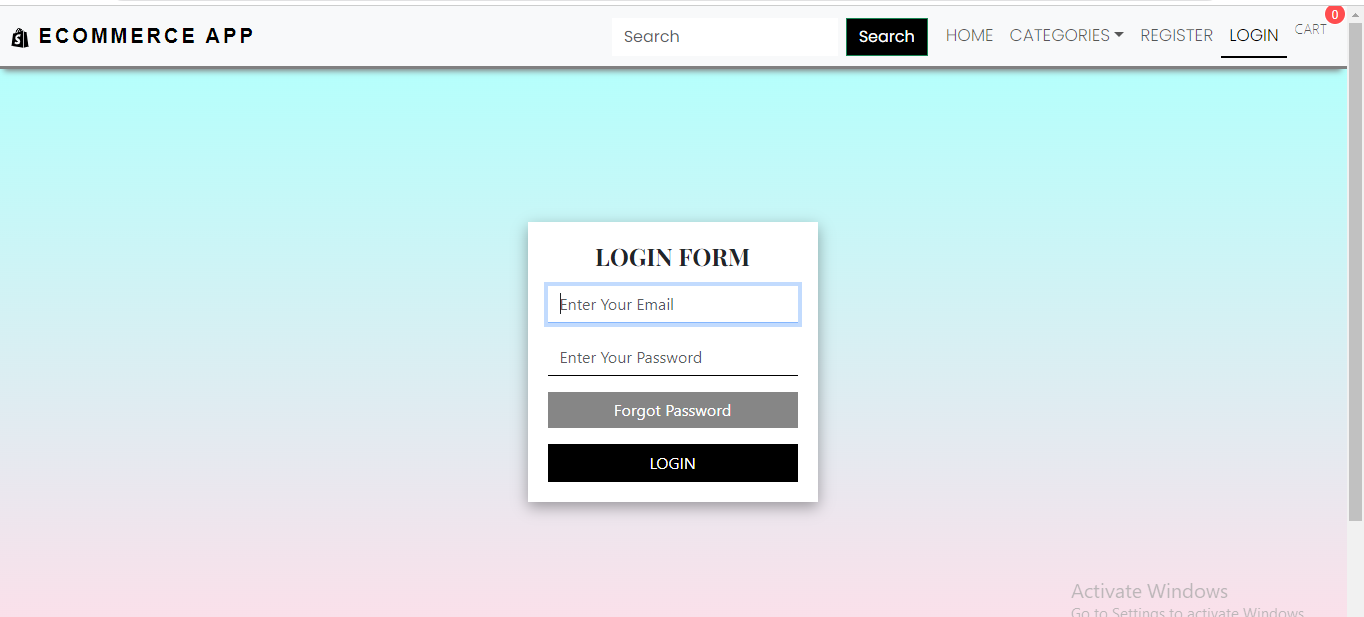 ECOMMERCE APP
Search
Search
HOME
CATEGORIES
REGISTER
LOGIN
CART
0
LOGIN FORM
Enter Your Email
Enter Your Password
Forgot Password
LOGIN
Activate Windows
Go to Settings to activate Windows.